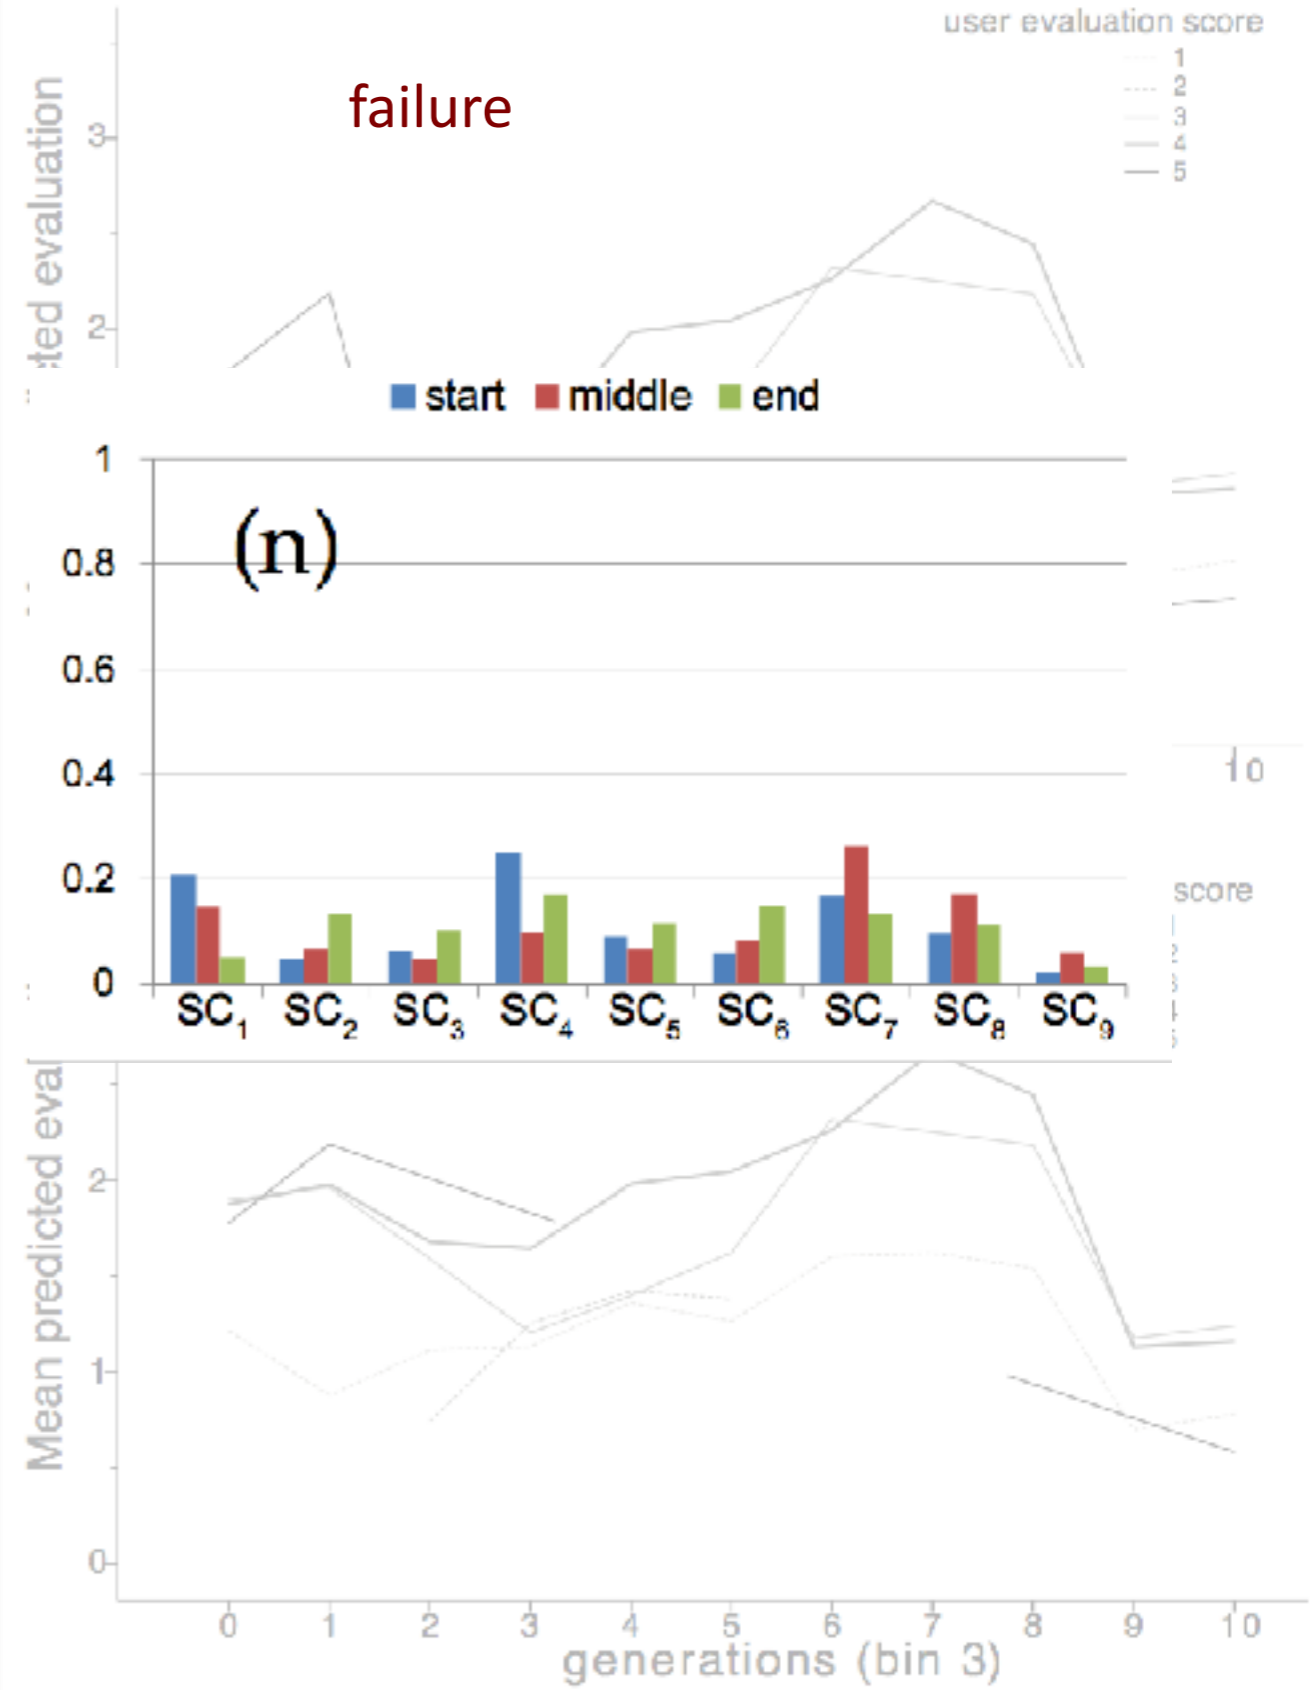 user evaluation score
1
2
3
4
5
failure
3
2
start middle end
1
(n)
0.8
0.6
0.4
10
0.2
score
0
SC1 SC2 SC3 SC4 SC5 SC6 SC7 SC8 SC9
Mean predicted eval
2
1
0
0 1 2 3 4 5 6 7 8 9 10
generations (bin 3)